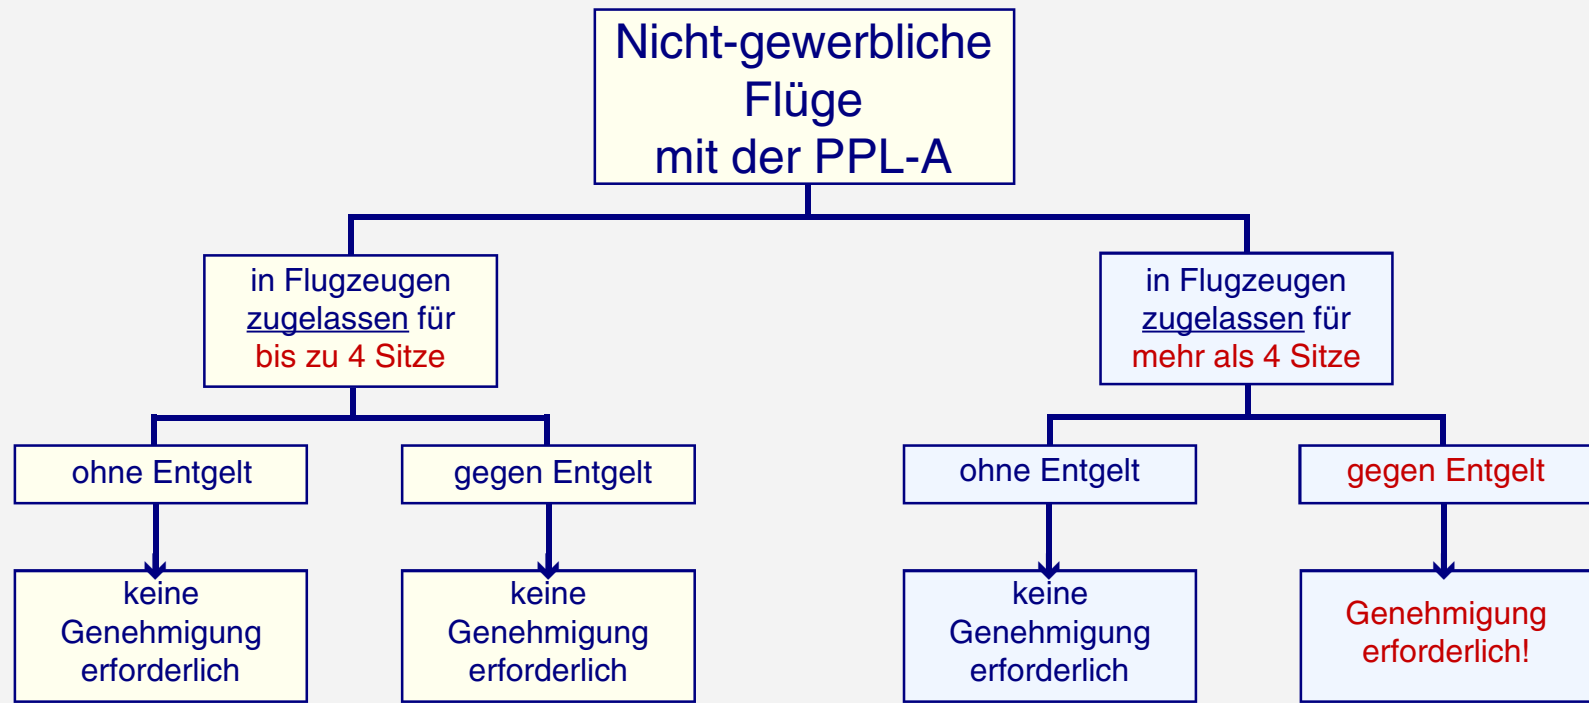 Nicht-gewerbliche
Flüge
mit der PPL-A
in Flugzeugen
zugelassen für
bis zu 4 Sitze
in Flugzeugen
zugelassen für
mehr als 4 Sitze
ohne Entgelt
gegen Entgelt
ohne Entgelt
gegen Entgelt
keine
Genehmigung
erforderlich
keine
Genehmigung
erforderlich
keine
Genehmigung
erforderlich
Genehmigung
erforderlich!